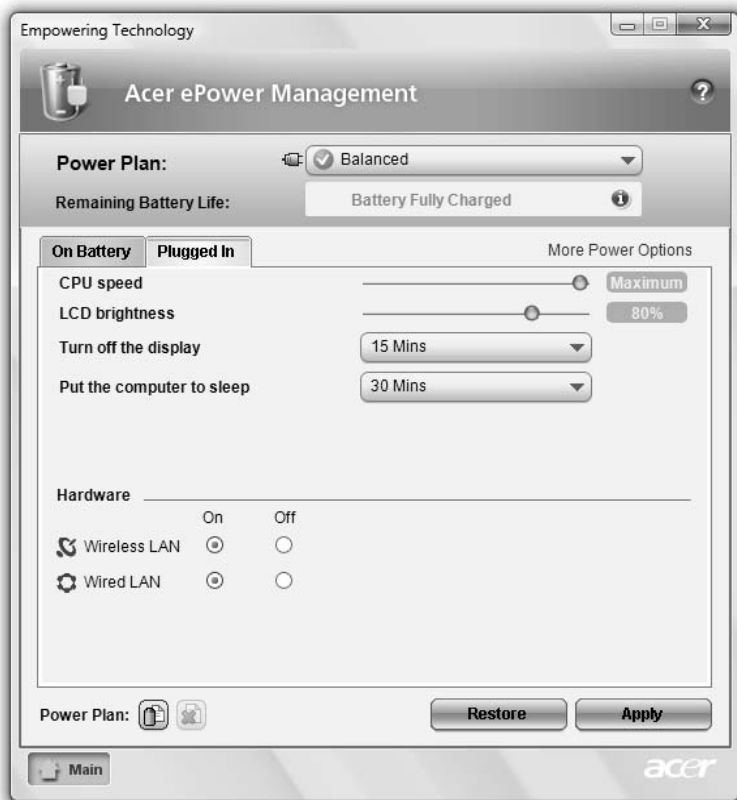 Empowering Technology
Acer ePower Management
?
Power Plan: Balanced
Remaining Battery Life: Battery Fully Charged
On Battery Plugged In More Power Options
CPU speed Maximum
LCD brightness 80%
Turn off the display 15 Mins
Put the computer to sleep 30 Mins
Hardware
On Off
Wireless LAN
Wired LAN
Power Plan: Restore Apply
Main acer